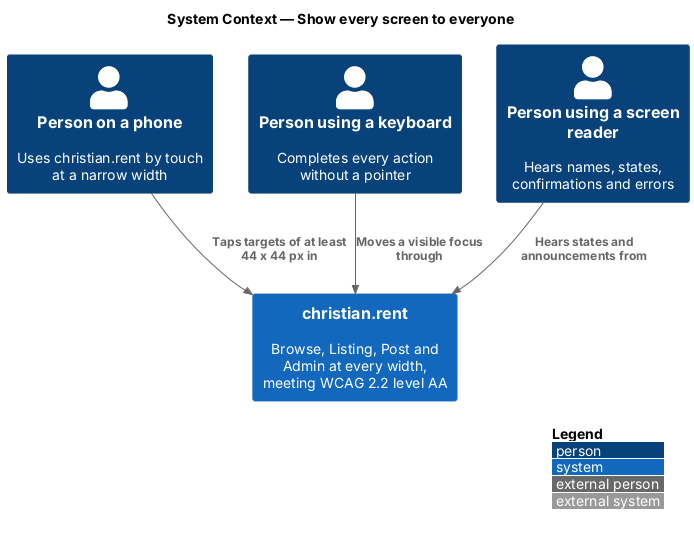 System Context — Show every screen to everyone
Person on a phone
Uses christian.rent by touch
at a narrow width
Person using a keyboard
Completes every action
without a pointer
Person using a screen
reader
Hears names, states,
confirmations and errors
Taps targets of at least
44 x 44 px in
Moves a visible focus
through
Hears states and
announcements from
christian.rent
Browse, Listing, Post and
Admin at every width,
meeting WCAG 2.2 level AA
Legend
person
system
external person
external system